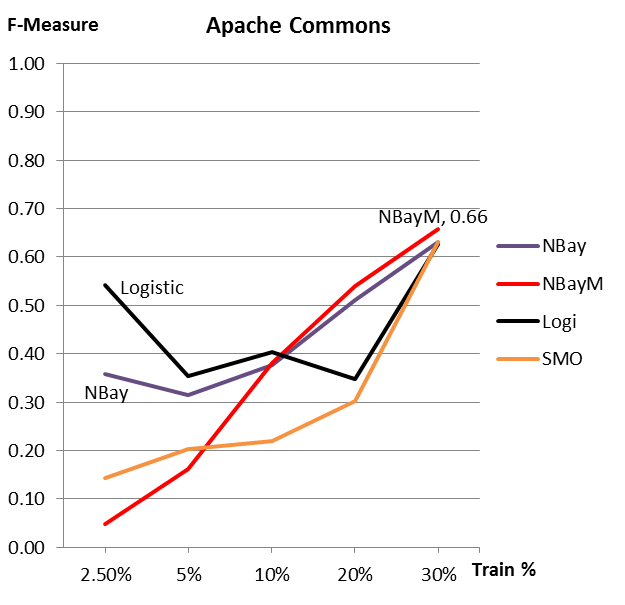 F-Measure
Apache Commons
1.00
0.90
0.80
0.70
0.60
0.50
0.40
0.30
0.20
0.10
0.00
NBayM, 0.66
Logistic
NBay
NBay
NBayM
Logi
SMO
2.50% 5% 10% 20% 30%
Train %